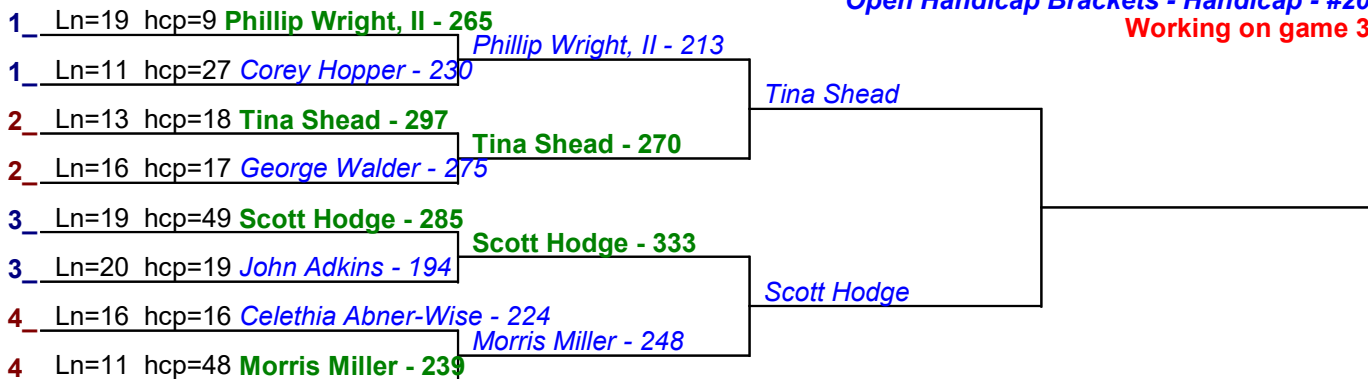 Open Handicap Brackets - Handicap - #20
Working on game 3
1_ Ln=19 hcp=9 Phillip Wright, II - 265
Phillip Wright, II - 213
1_ Ln=11 hcp=27 Corey Hopper - 230
Tina Shead
2_ Ln=13 hcp=18 Tina Shead - 297
Tina Shead - 270
2_ Ln=16 hcp=17 George Walder - 275
3_ Ln=19 hcp=49 Scott Hodge - 285
Scott Hodge - 333
3_ Ln=20 hcp=19 John Adkins - 194
Scott Hodge
4_ Ln=16 hcp=16 Celethia Abner-Wise - 224
Morris Miller - 248
4 Ln=11 hcp=48 Morris Miller - 239